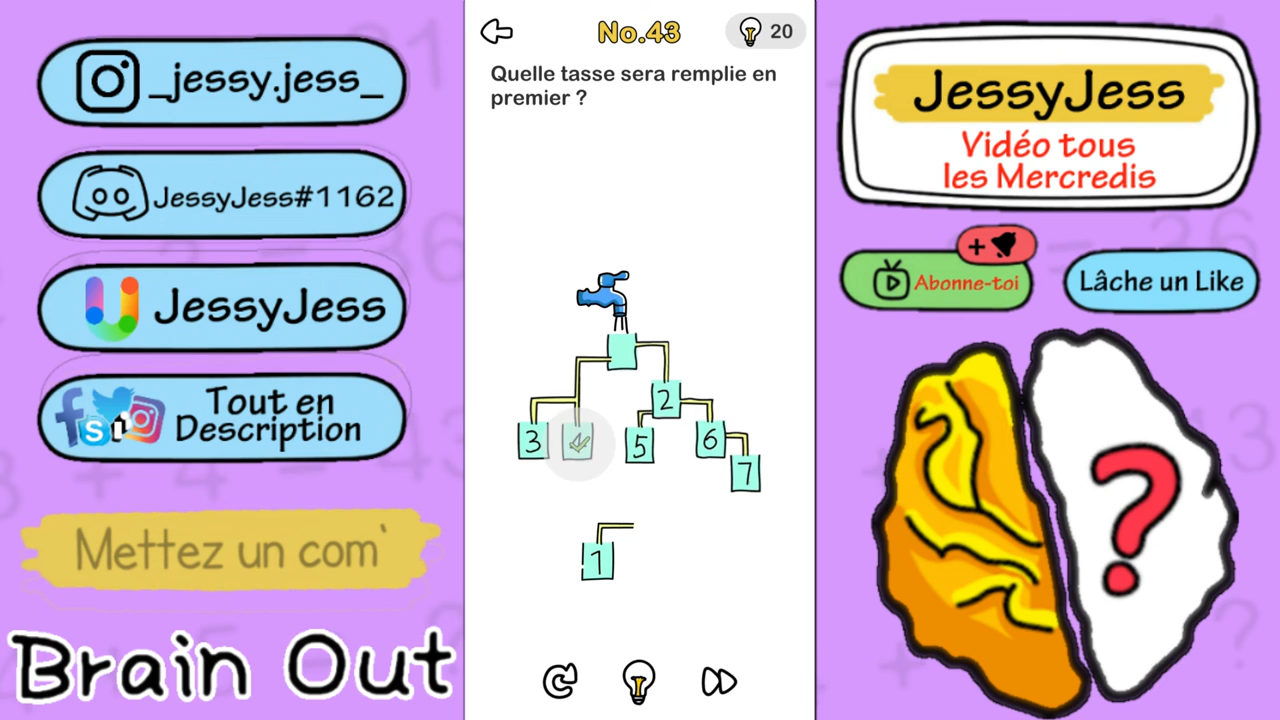 _jessy.jess_
JessyJess#1162
JessyJess
Tout en
Description
Mettez un com`
Brain Out
No.43
20
Quelle tasse sera remplie en
premier ?
2
3
5
6
7
1
JessyJess
Vidéo tous
les Mercredis
+
Abonne-toi
Lâche un Like
?